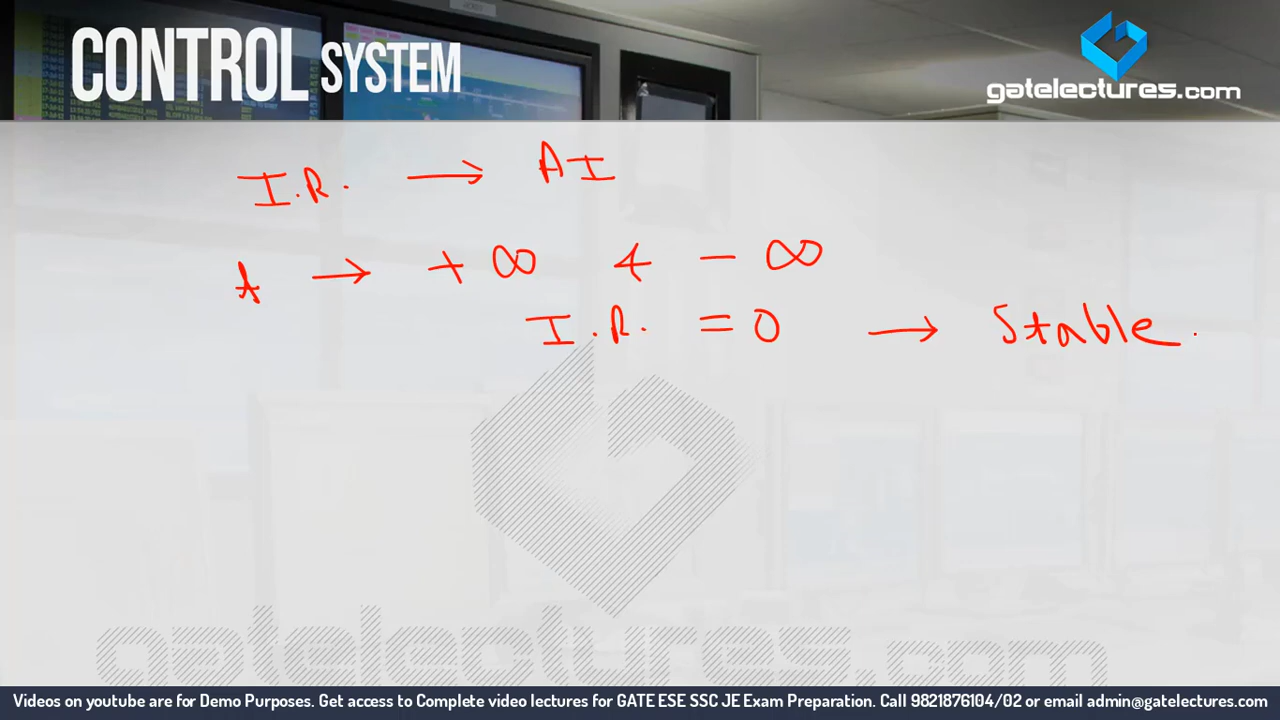 CONTROL SYSTEM
gatelectures.com
I.R. → AI
A → + ∞ & - ∞
I.R. = 0 → Stable.
gatelectures.com
Videos on youtube are for Demo Purposes. Get access to Complete video lectures for GATE ESE SSC JE Exam Preparation. Call 9821876104/02 or email admin@gatelectures.com